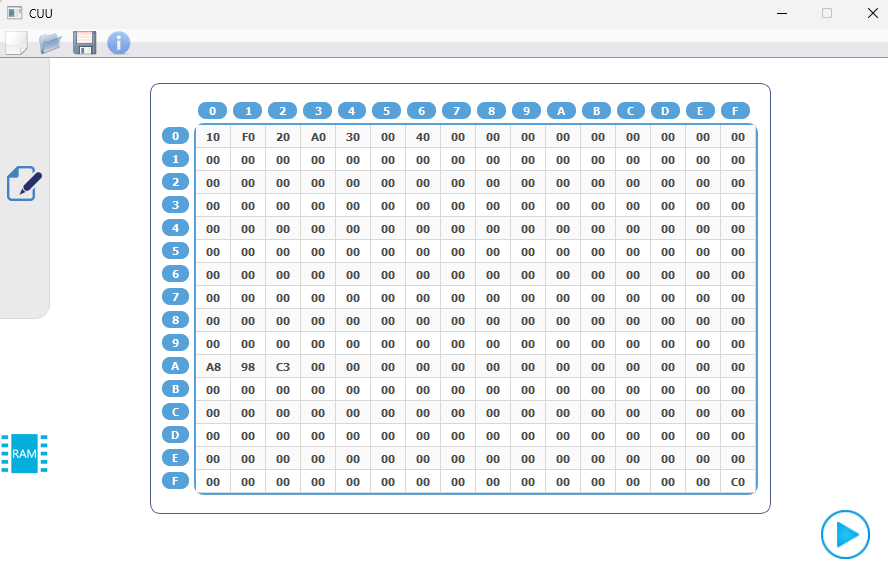 CUU
0 1 2 3 4 5 6 7 8 9 A B C D E F
0 10 F0 20 A0 30 00 40 00 00 00 00 00 00 00 00 00
1 00 00 00 00 00 00 00 00 00 00 00 00 00 00 00 00
2 00 00 00 00 00 00 00 00 00 00 00 00 00 00 00 00
3 00 00 00 00 00 00 00 00 00 00 00 00 00 00 00 00
4 00 00 00 00 00 00 00 00 00 00 00 00 00 00 00 00
5 00 00 00 00 00 00 00 00 00 00 00 00 00 00 00 00
6 00 00 00 00 00 00 00 00 00 00 00 00 00 00 00 00
7 00 00 00 00 00 00 00 00 00 00 00 00 00 00 00 00
8 00 00 00 00 00 00 00 00 00 00 00 00 00 00 00 00
9 00 00 00 00 00 00 00 00 00 00 00 00 00 00 00 00
A A8 98 C3 00 00 00 00 00 00 00 00 00 00 00 00 00
B 00 00 00 00 00 00 00 00 00 00 00 00 00 00 00 00
C 00 00 00 00 00 00 00 00 00 00 00 00 00 00 00 00
D 00 00 00 00 00 00 00 00 00 00 00 00 00 00 00 00
E 00 00 00 00 00 00 00 00 00 00 00 00 00 00 00 00
F 00 00 00 00 00 00 00 00 00 00 00 00 00 00 00 C0
RAM